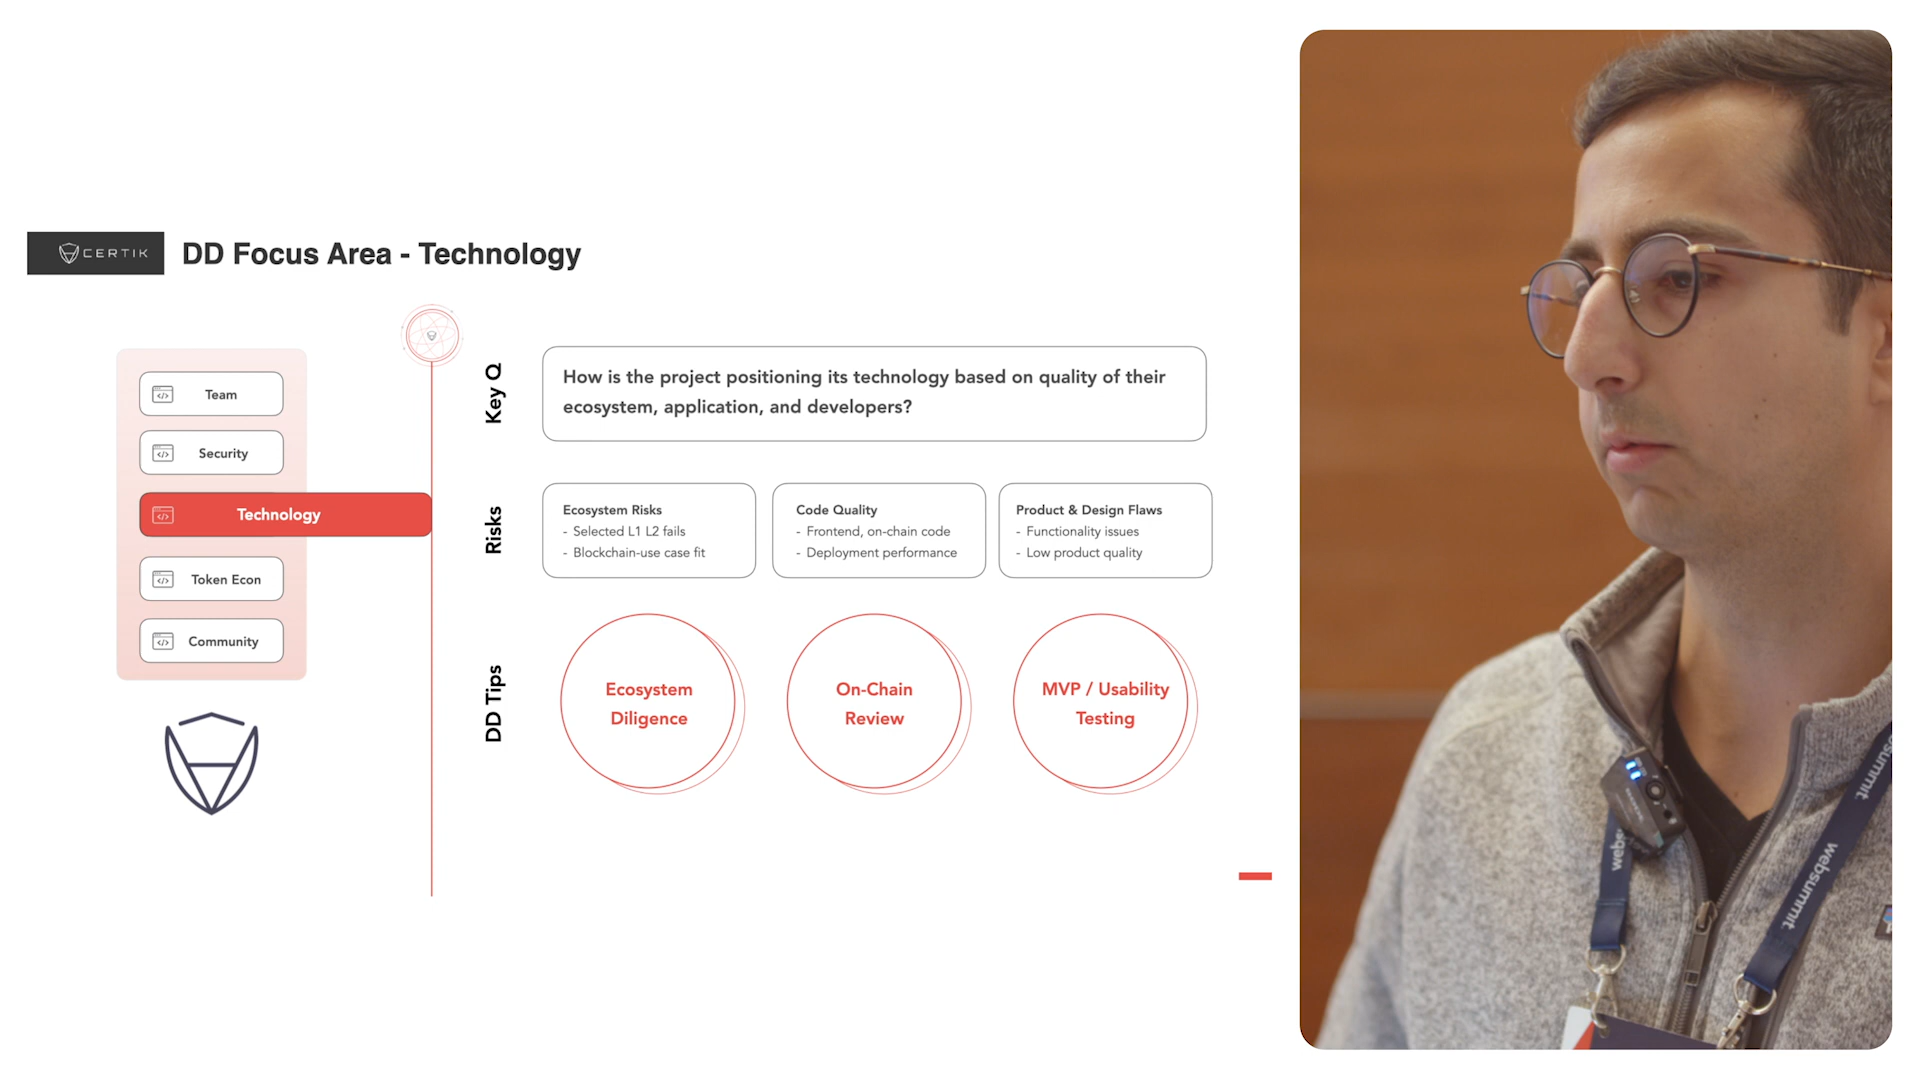 CERTIK
DD Focus Area - Technology
Team
Security
Technology
Token Econ
Community
Key Q
How is the project positioning its technology based on quality of their
ecosystem, application, and developers?
Risks
Ecosystem Risks
- Selected L1 L2 fails
- Blockchain-use case fit
Code Quality
- Frontend, on-chain code
- Deployment performance
Product & Design Flaws
- Functionality issues
- Low product quality
DD Tips
Ecosystem
Diligence
On-Chain
Review
MVP / Usability
Testing
webs
websummit
websummit